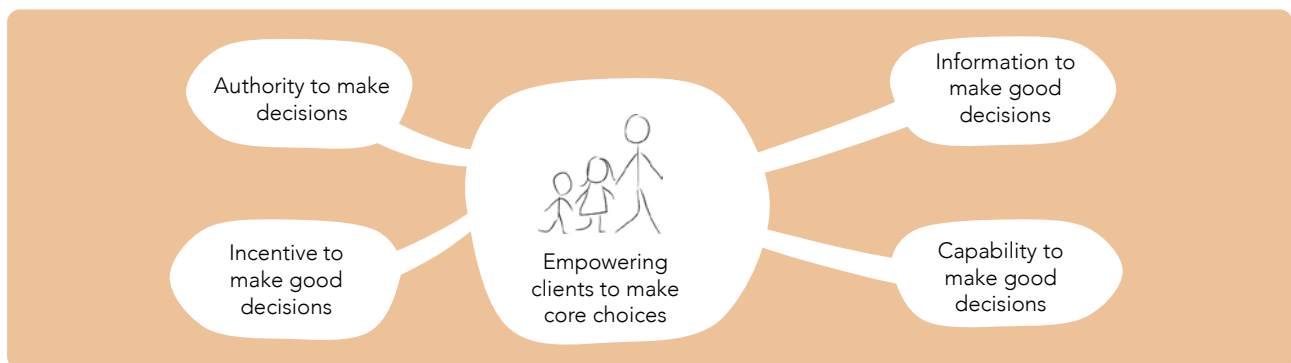 Authority to make
decisions
Information to
make good
decisions
Empowering
clients to make
core choices
Incentive to
make good
decisions
Capability to
make good
decisions